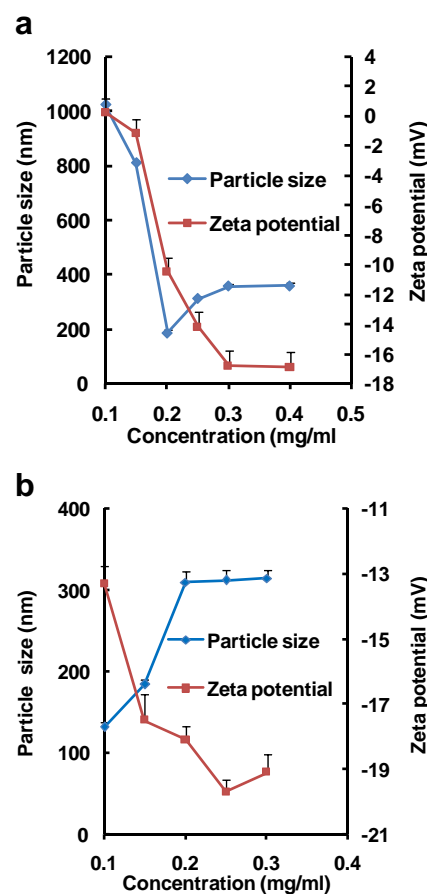 a
1200
1000
800
600
400
200
0
Particle size (nm)
4
2
0
-2
-4
-6
-8
-10
-12
-14
-16
-18
Zeta potential (mV)
Particle size
Zeta potential
0.1 0.2 0.3 0.4 0.5
Concentration (mg/ml
b
400
300
200
100
0
Particle size (nm)
-11
-13
-15
-17
-19
-21
Zeta potential (mV)
Particle size
Zeta potential
0.1 0.2 0.3 0.4
Concentration (mg/ml)